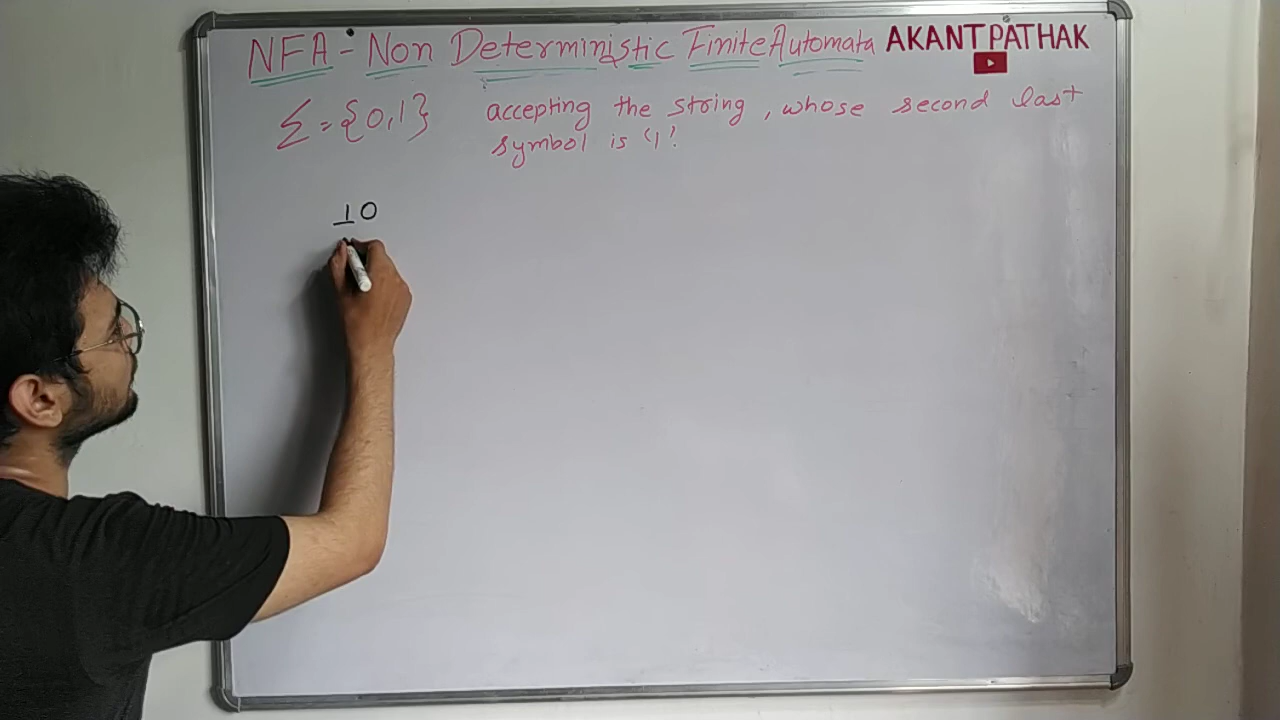 NFA - Non Deterministic Finite Automata AKANT PATHAK
Σ = {0,1} accepting the string, whose second last
symbol is '1'
10